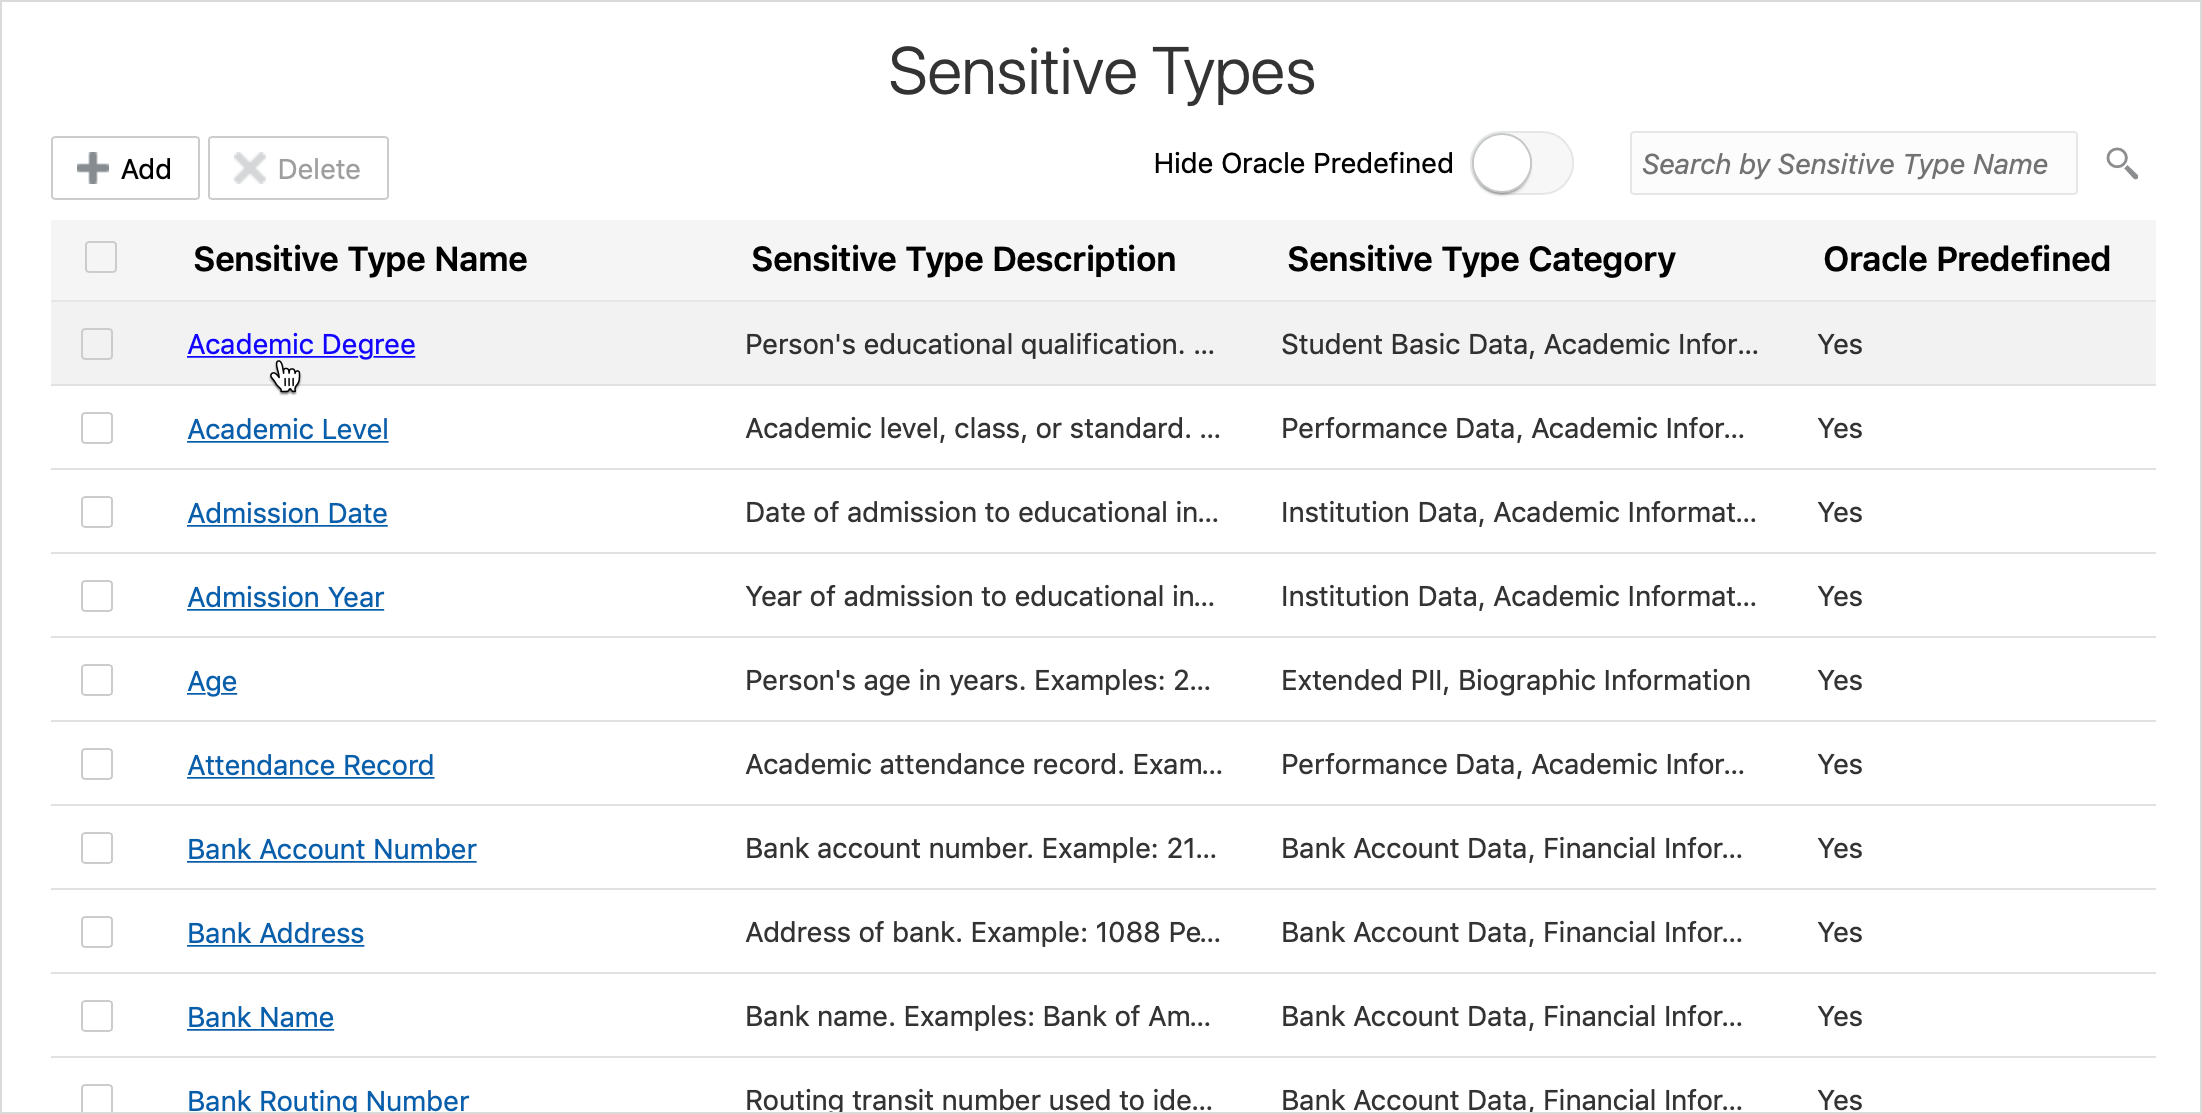 Sensitive Types
Add Delete Hide Oracle Predefined Search by Sensitive Type Name
Sensitive Type Name Sensitive Type Description Sensitive Type Category Oracle Predefined
Academic Degree Person's educational qualification. ... Student Basic Data, Academic Infor... Yes
Academic Level Academic level, class, or standard. ... Performance Data, Academic Infor... Yes
Admission Date Date of admission to educational in... Institution Data, Academic Informat... Yes
Admission Year Year of admission to educational in... Institution Data, Academic Informat... Yes
Age Person's age in years. Examples: 2... Extended PII, Biographic Information Yes
Attendance Record Academic attendance record. Exam... Performance Data, Academic Infor... Yes
Bank Account Number Bank account number. Example: 21... Bank Account Data, Financial Infor... Yes
Bank Address Address of bank. Example: 1088 Pe... Bank Account Data, Financial Infor... Yes
Bank Name Bank name. Examples: Bank of Am... Bank Account Data, Financial Infor... Yes
Bank Routing Number Routing transit number used to ide... Bank Account Data, Financial Infor... Yes